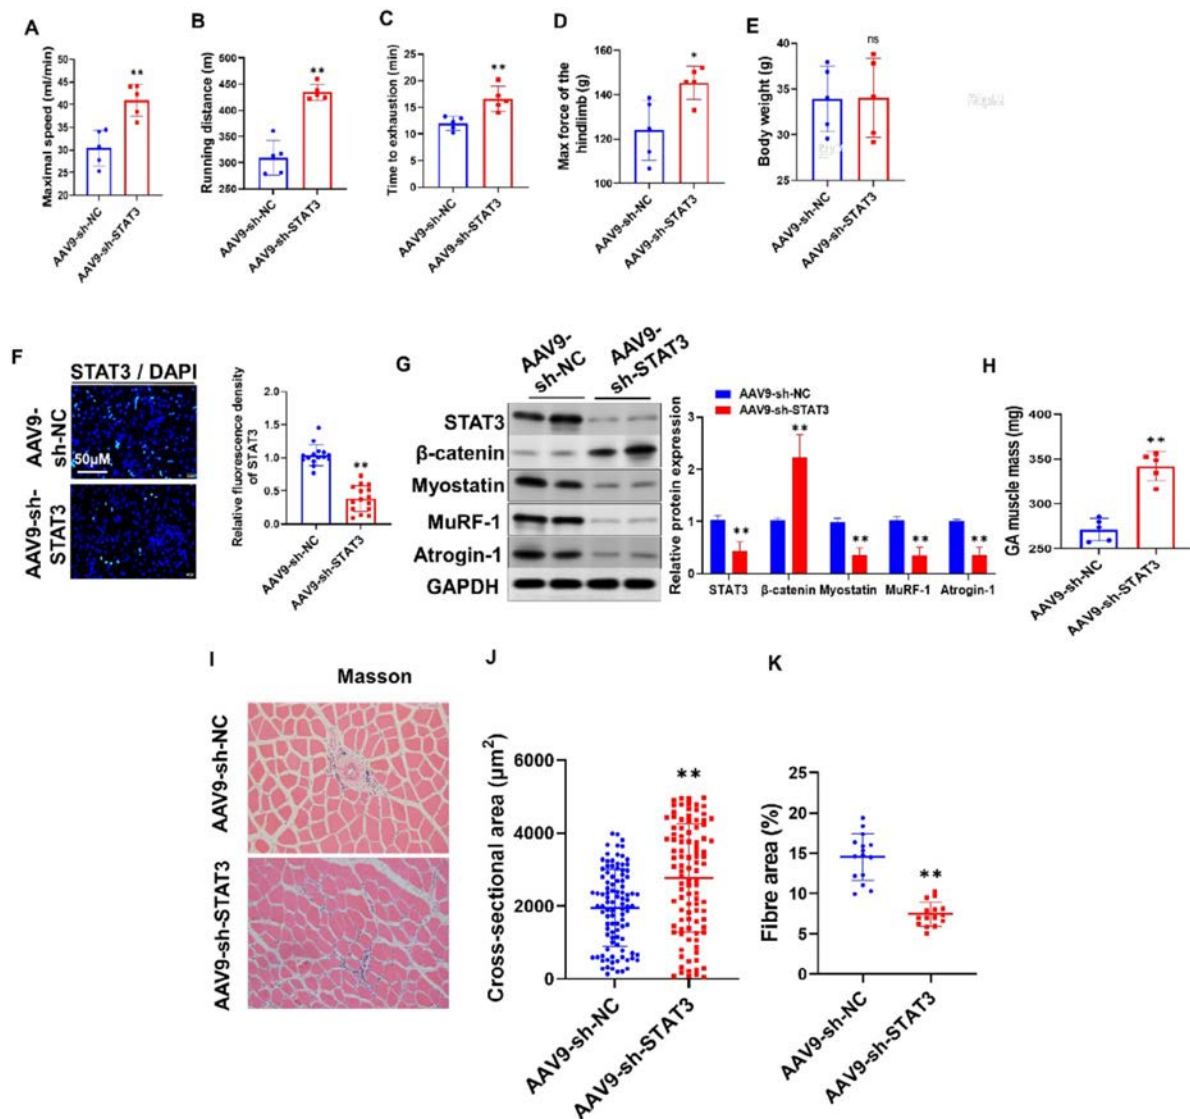 A
Maximal speed (ml/min)
50
45
40
35
30
25
20
**
AAV9-sh-NC
AAV9-sh-STAT3
B
Running distance (m)
450
400
350
300
250
**
AAV9-sh-NC
AAV9-sh-STAT3
C
Time to exhaustion (min)
25
20
15
10
5
0
**
AAV9-sh-NC
AAV9-sh-STAT3
D
Max force of the
hindlimb (g)
160
140
120
100
*
AAV9-sh-NC
AAV9-sh-STAT3
E
Body weight (g)
40
35
30
25
ns
AAV9-sh-NC
AAV9-sh-STAT3
F
STAT3 / DAPI
AAV9-
sh-NC
50µM
AAV9-sh-
STAT3
Relative fluorescence density
of STAT3
2.0
1.5
1.0
0.5
0.0
**
AAV9-sh-NC
AAV9-sh-STAT3
G
AAV9-
sh-NC
AAV9-
sh-STAT3
STAT3
β-catenin
Myostatin
MuRF-1
Atrogin-1
GAPDH
AAV9-sh-NC
AAV9-sh-STAT3
Relative protein expression
3
2
1
0
**
**
**
**
**
STAT3
β-catenin
Myostatin
MuRF-1
Atrogin-1
H
GA muscle mass (mg)
400
350
300
250
**
AAV9-sh-NC
AAV9-sh-STAT3
I
Masson
AAV9-sh-NC
AAV9-sh-STAT3
J
Cross-sectional area (µm²)
6000
4000
2000
0
**
AAV9-sh-NC
AAV9-sh-STAT3
K
Fibre area (%)
25
20
15
10
5
0
**
AAV9-sh-NC
AAV9-sh-STAT3